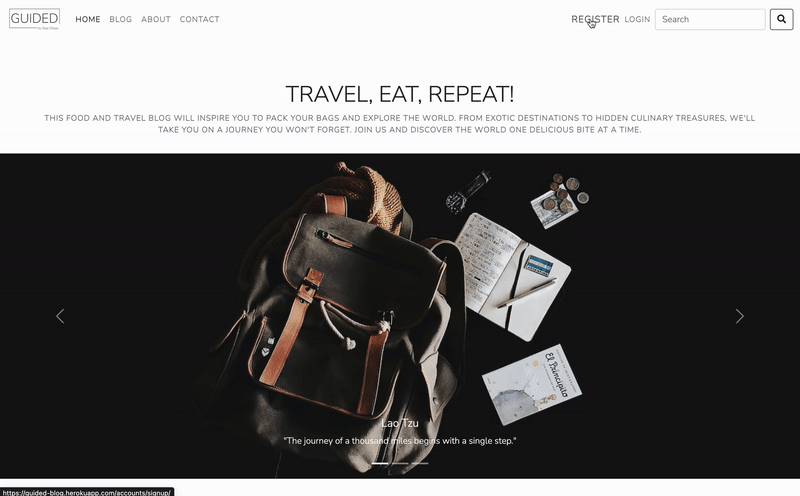 GUIDED
HOME BLOG ABOUT CONTACT
REGISTER LOGIN Search
TRAVEL, EAT, REPEAT!
THIS FOOD AND TRAVEL BLOG WILL INSPIRE YOU TO PACK YOUR BAGS AND EXPLORE THE WORLD. FROM EXOTIC DESTINATIONS TO HIDDEN CULINARY TREASURES, WE'LL
TAKE YOU ON A JOURNEY YOU WON'T FORGET. JOIN US AND DISCOVER THE WORLD ONE DELICIOUS BITE AT A TIME.
El Principito
Lao Tzu
"The journey of a thousand miles begins with a single step."
https://guided-blog.herokuapp.com/accounts/signup/